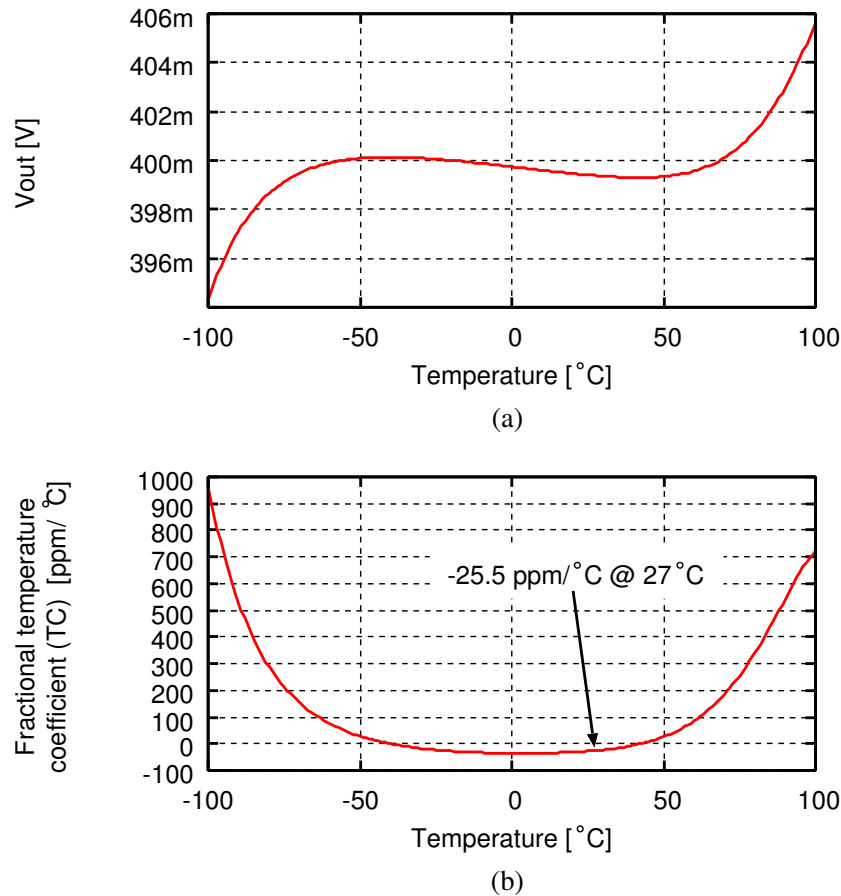 406m
404m
402m
400m
398m
396m
Vout [V]
-100 -50 0 50 100
Temperature [°C]
(a)
1000
900
800
700
600
500
400
300
200
100
0
-100
Fractional temperature
coefficient (TC) [ppm/°C]
-25.5 ppm/°C @ 27°C
-100 -50 0 50 100
Temperature [°C]
(b)